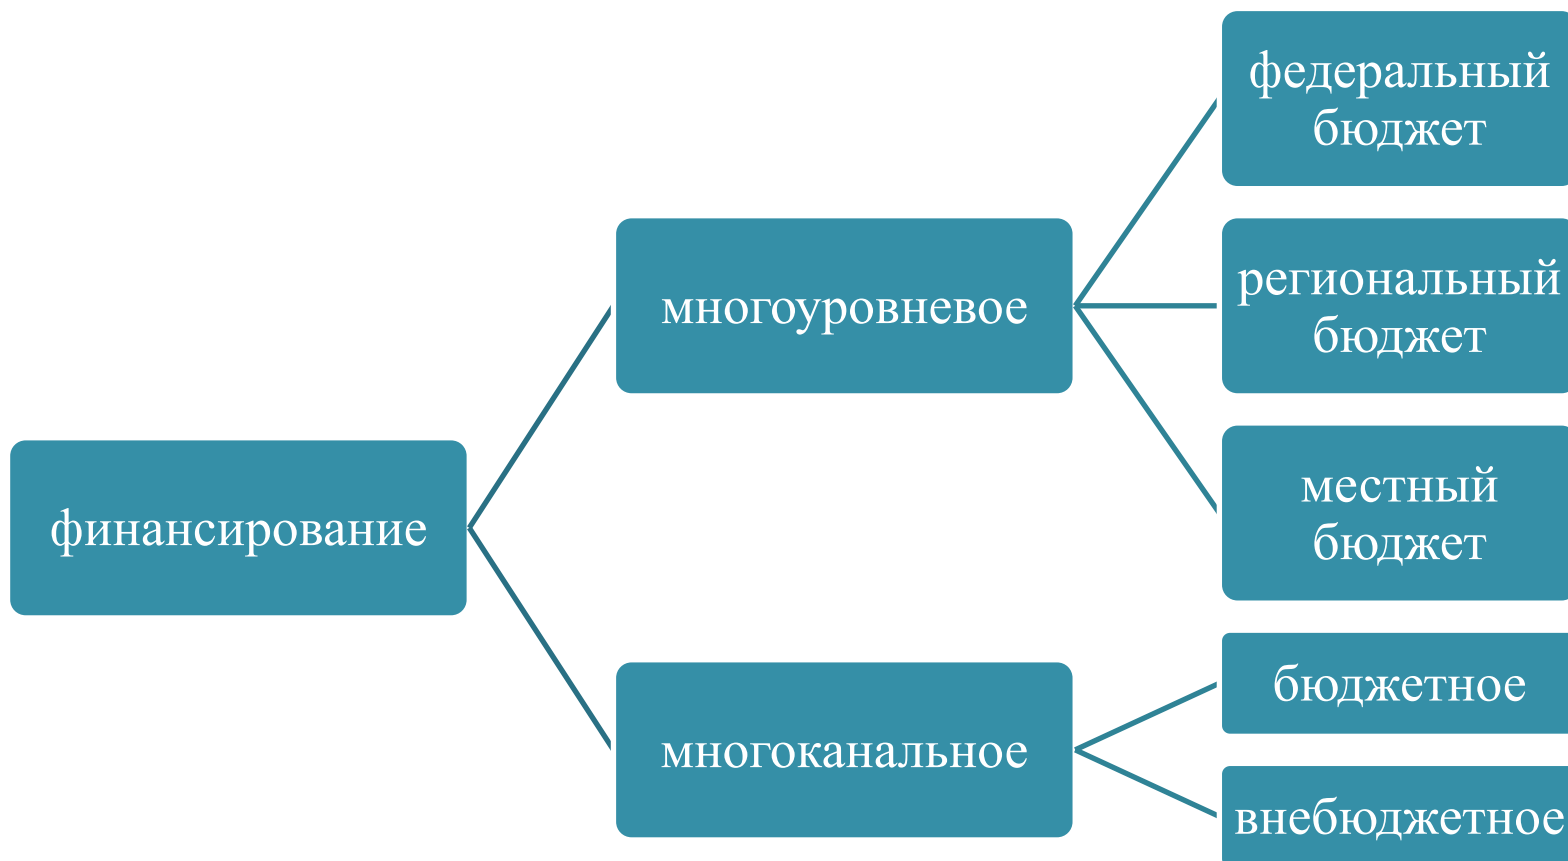 финансирование
многоуровневое
федеральный
бюджет
региональный
бюджет
местный
бюджет
многоканальное
бюджетное
внебюджетное